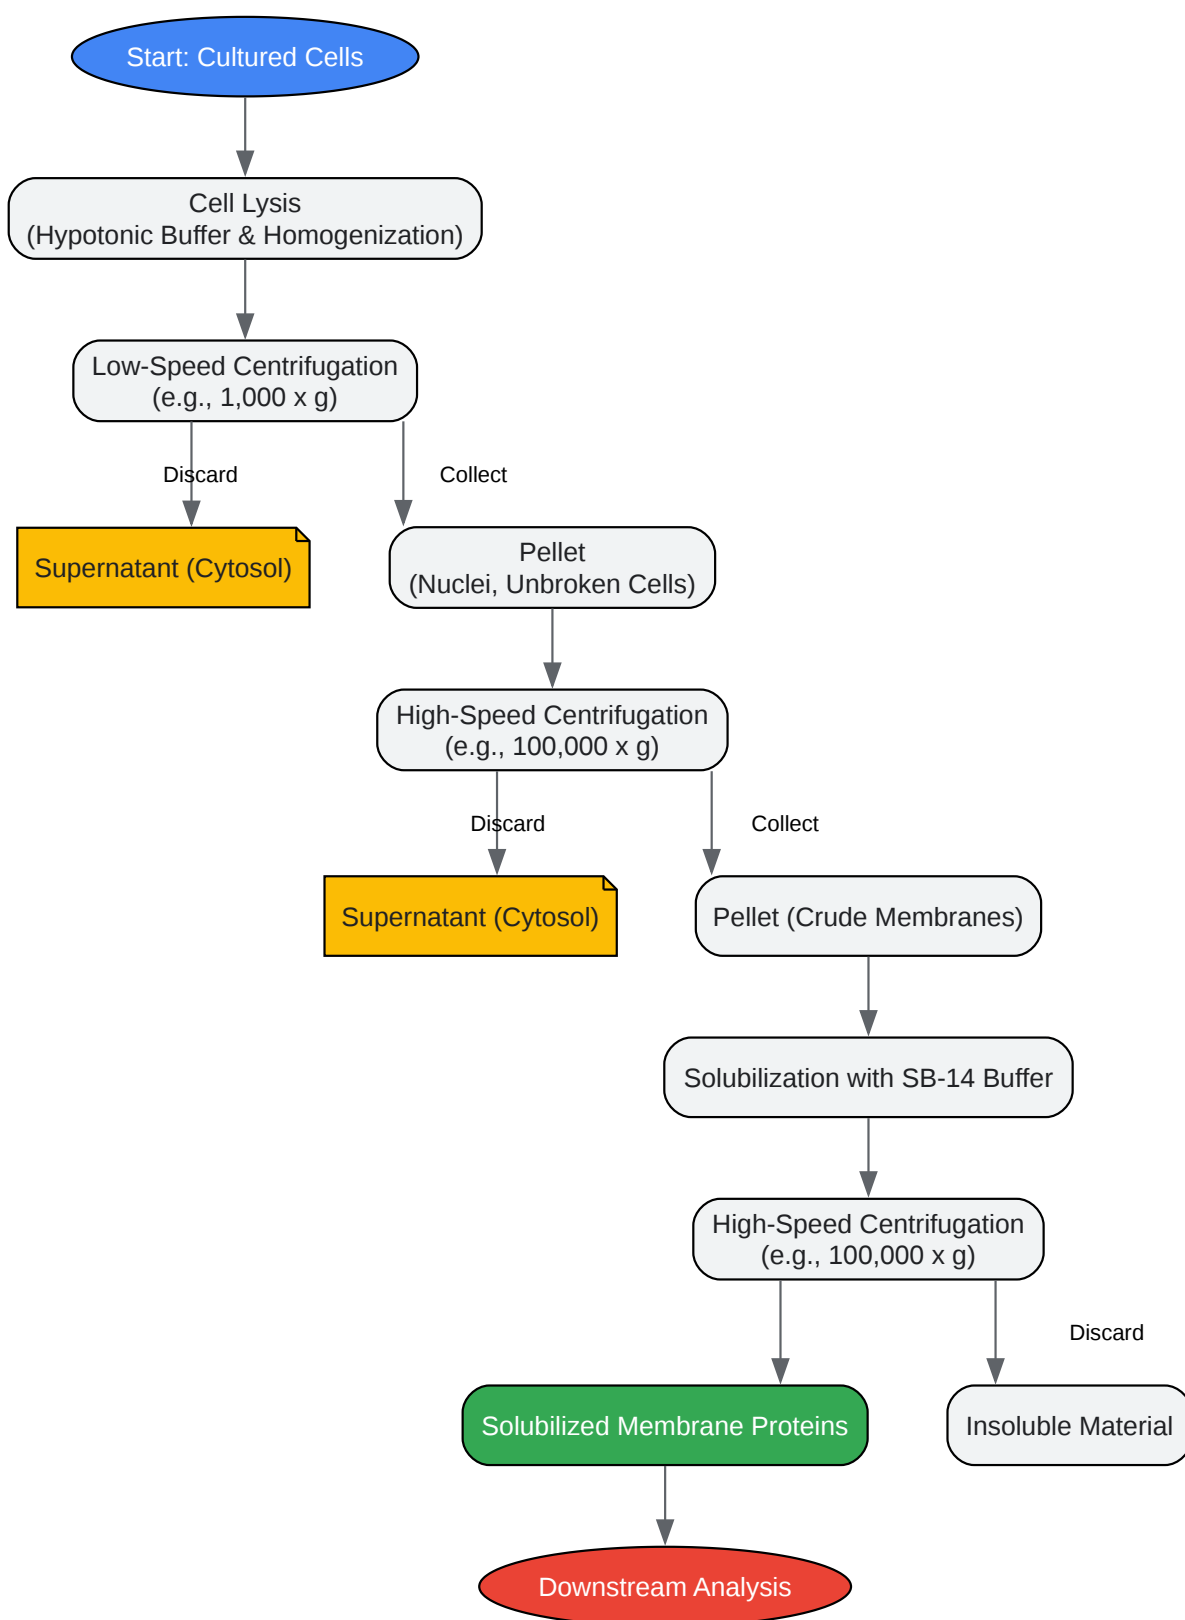 Start: Cultured Cells
Cell Lysis
(Hypotonic Buffer & Homogenization)
Low-Speed Centrifugation
(e.g., 1,000 x g)
Discard
Collect
Supernatant (Cytosol)
Pellet
(Nuclei, Unbroken Cells)
High-Speed Centrifugation
(e.g., 100,000 x g)
Discard
Collect
Supernatant (Cytosol)
Pellet (Crude Membranes)
Solubilization with SB-14 Buffer
High-Speed Centrifugation
(e.g., 100,000 x g)
Discard
Solubilized Membrane Proteins
Insoluble Material
Downstream Analysis